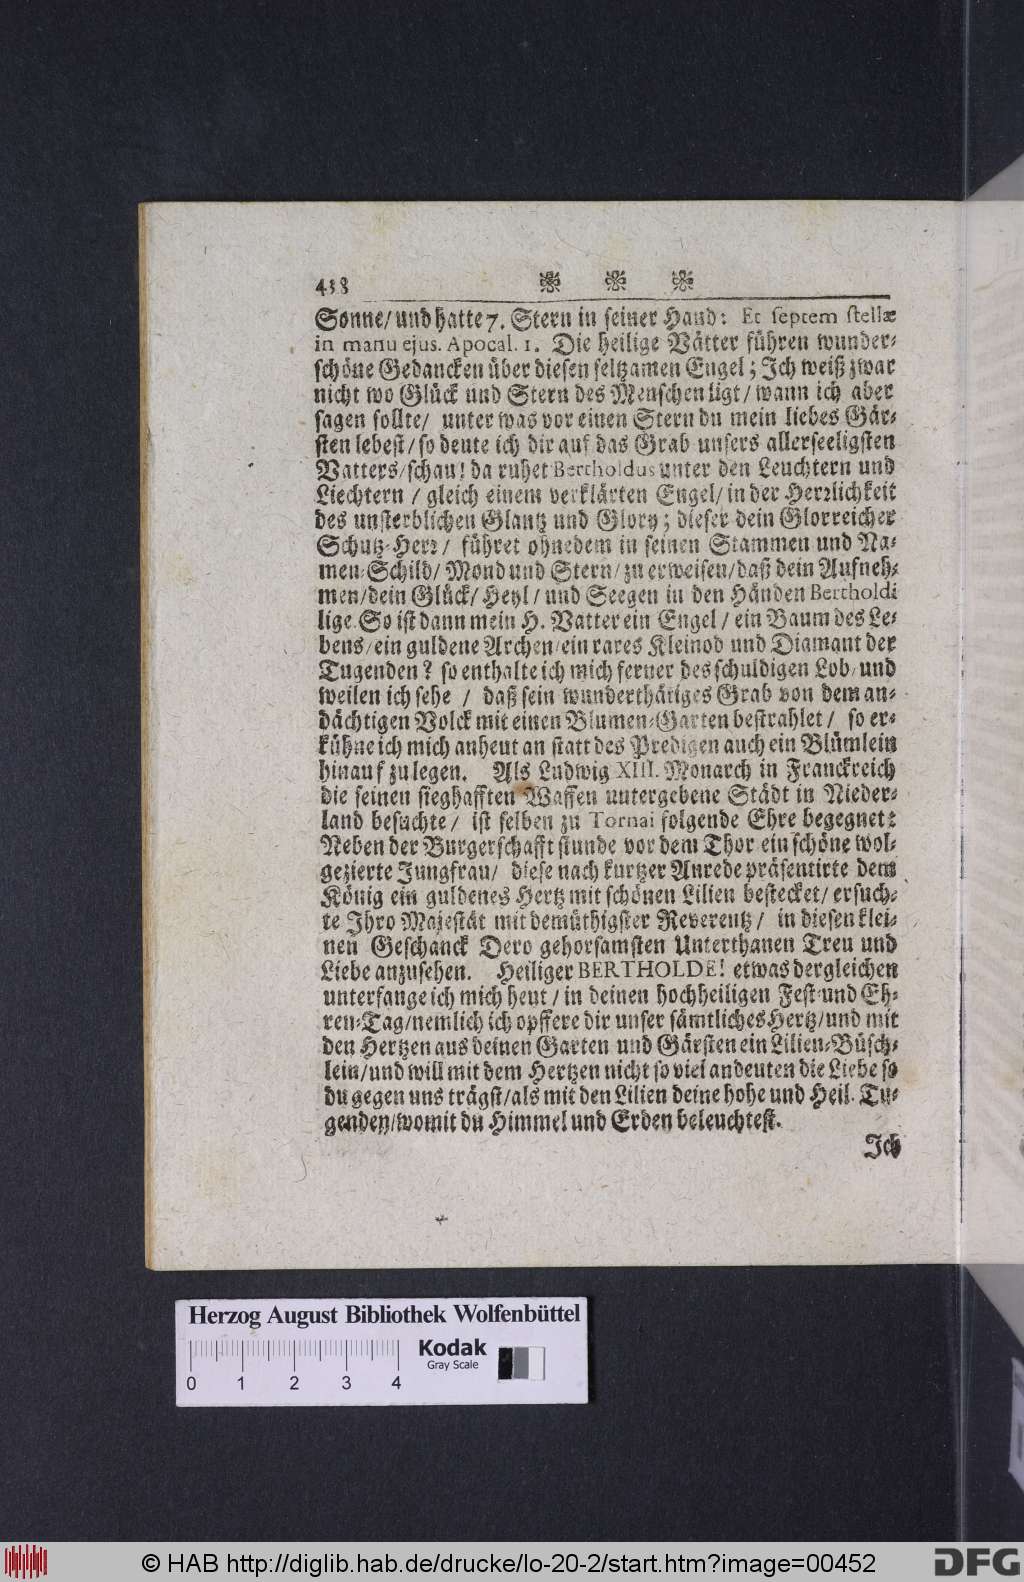 438
Sonne/ und hatte 7. Stern in seiner Hand: Et septem stellæ
in manu ejus. Apocal. 1. Die heilige Vätter führen wunder-
schöne Gedancken über diesen seltzamen Engel; Ich weiß zwar
nicht wo Glück und Stern des Menschen ligt/ wann ich aber
sagen sollte/ unter was vor einen Stern du mein liebes Gär-
sten lebest/ so deute ich dir auf das Grab unsers allerseeligsten
Vatters/ schau! da ruhet Bertholdus unter den Leuchtern und
Liechtern / gleich einem verklärten Engel/ in der Herrlichkeit
des unsterblichen Glantz und Glory; dieser dein Glorreicher
Schutz-Herr/ führet ohnedem in seinen Stammen und Na-
men-Schild/ Mond und Stern/ zu erweisen/ daß dein Aufneh-
men/ dein Glück/ Heyl/ und Seegen in den Händen Bertholdi
lige. So ist dann mein H. Vatter ein Engel/ ein Baum des Le-
bens/ ein guldene Archen/ ein rares Kleinod und Diamant der
Tugenden? so enthalte ich mich ferner des schuldigen Lob/ und
weilen ich sehe / daß sein wunderthätiges Grab von dem an-
dächtigen Volck mit einen Blumen-Garten bestrahlet/ so er-
kühne ich mich anheut an statt des Predigen auch ein Blümlein
hinauf zu legen. Als Ludwig XIII. Monarch in Franckreich
die seinen sieghafften Waffen untergebene Städt in Nieder-
land besuchte/ ist selben zu Tornai folgende Ehre begegnet:
Neben der Burgerschafft stunde vor dem Thor ein schöne wol-
gezierte Jungfrau/ diese nach kurtzer Anrede präsentirte dem
König ein guldenes Hertz mit schönen Lilien bestecket/ ersuch-
te Ihro Majestät mit demüthigster Reverentz/ in diesen klei-
nen Geschanck Dero gehorsamsten Unterthanen Treu und
Liebe anzusehen. Heiliger BERTHOLDE! etwas dergleichen
unterfange ich mich heut/ in deinen hochheiligen Fest-und Eh-
ren-Tag/ nemlich ich opffere dir unser sämtliches Hertz/ und mit
den Hertzen aus deinen Garten und Gärsten ein Lilien-Büsch-
lein/ und will mit dem Hertzen nicht so viel andeuten die Liebe so
du gegen uns trägst/ als mit den Lilien deine hohe und Heil. Tu-
genden/ womit du Himmel und Erden beleuchtest.
Ich
Herzog August Bibliothek Wolfenbüttel
Kodak
Gray Scale
0 1 2 3 4
© HAB http://diglib.hab.de/drucke/lo-20-2/start.htm?image=00452
DFG